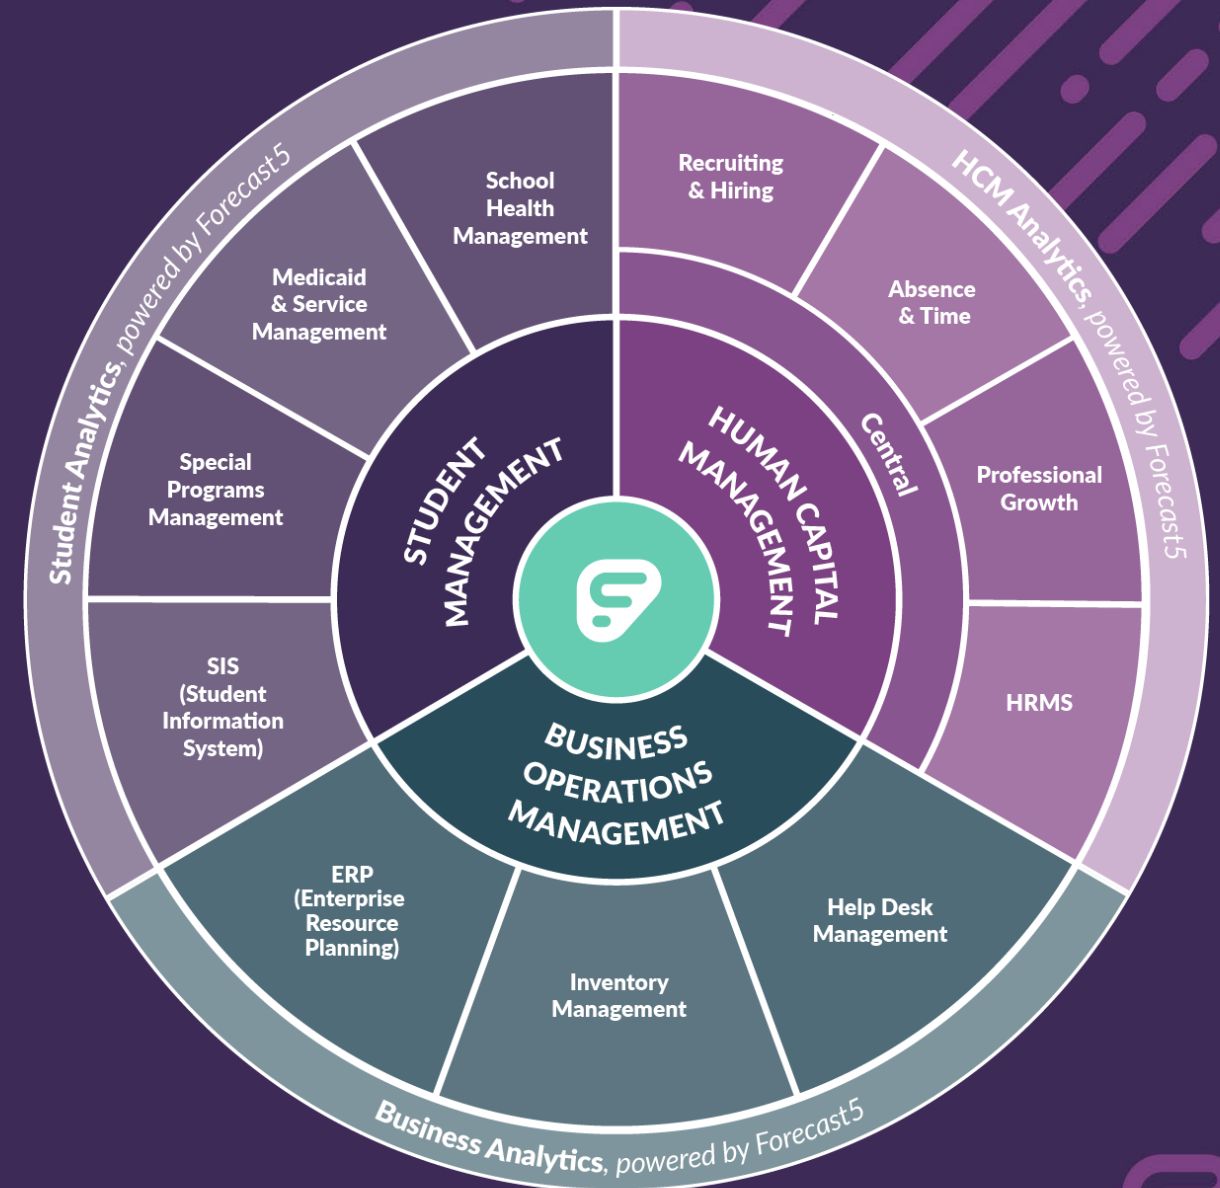 Student Analytics, powered by Forecast5
HCM Analytics, powered by Forecast5
School
Health
Management
Recruiting
& Hiring
Medicaid
& Service
Management
Absence
& Time
Special
Programs
Management
Professional
Growth
Central
STUDENT
MANAGEMENT
HUMAN CAPITAL
MANAGEMENT
SIS
(Student
Information
System)
HRMS
BUSINESS
OPERATIONS
MANAGEMENT
ERP
(Enterprise
Resource
Planning)
Inventory
Management
Help Desk
Management
Business Analytics, powered by Forecast5